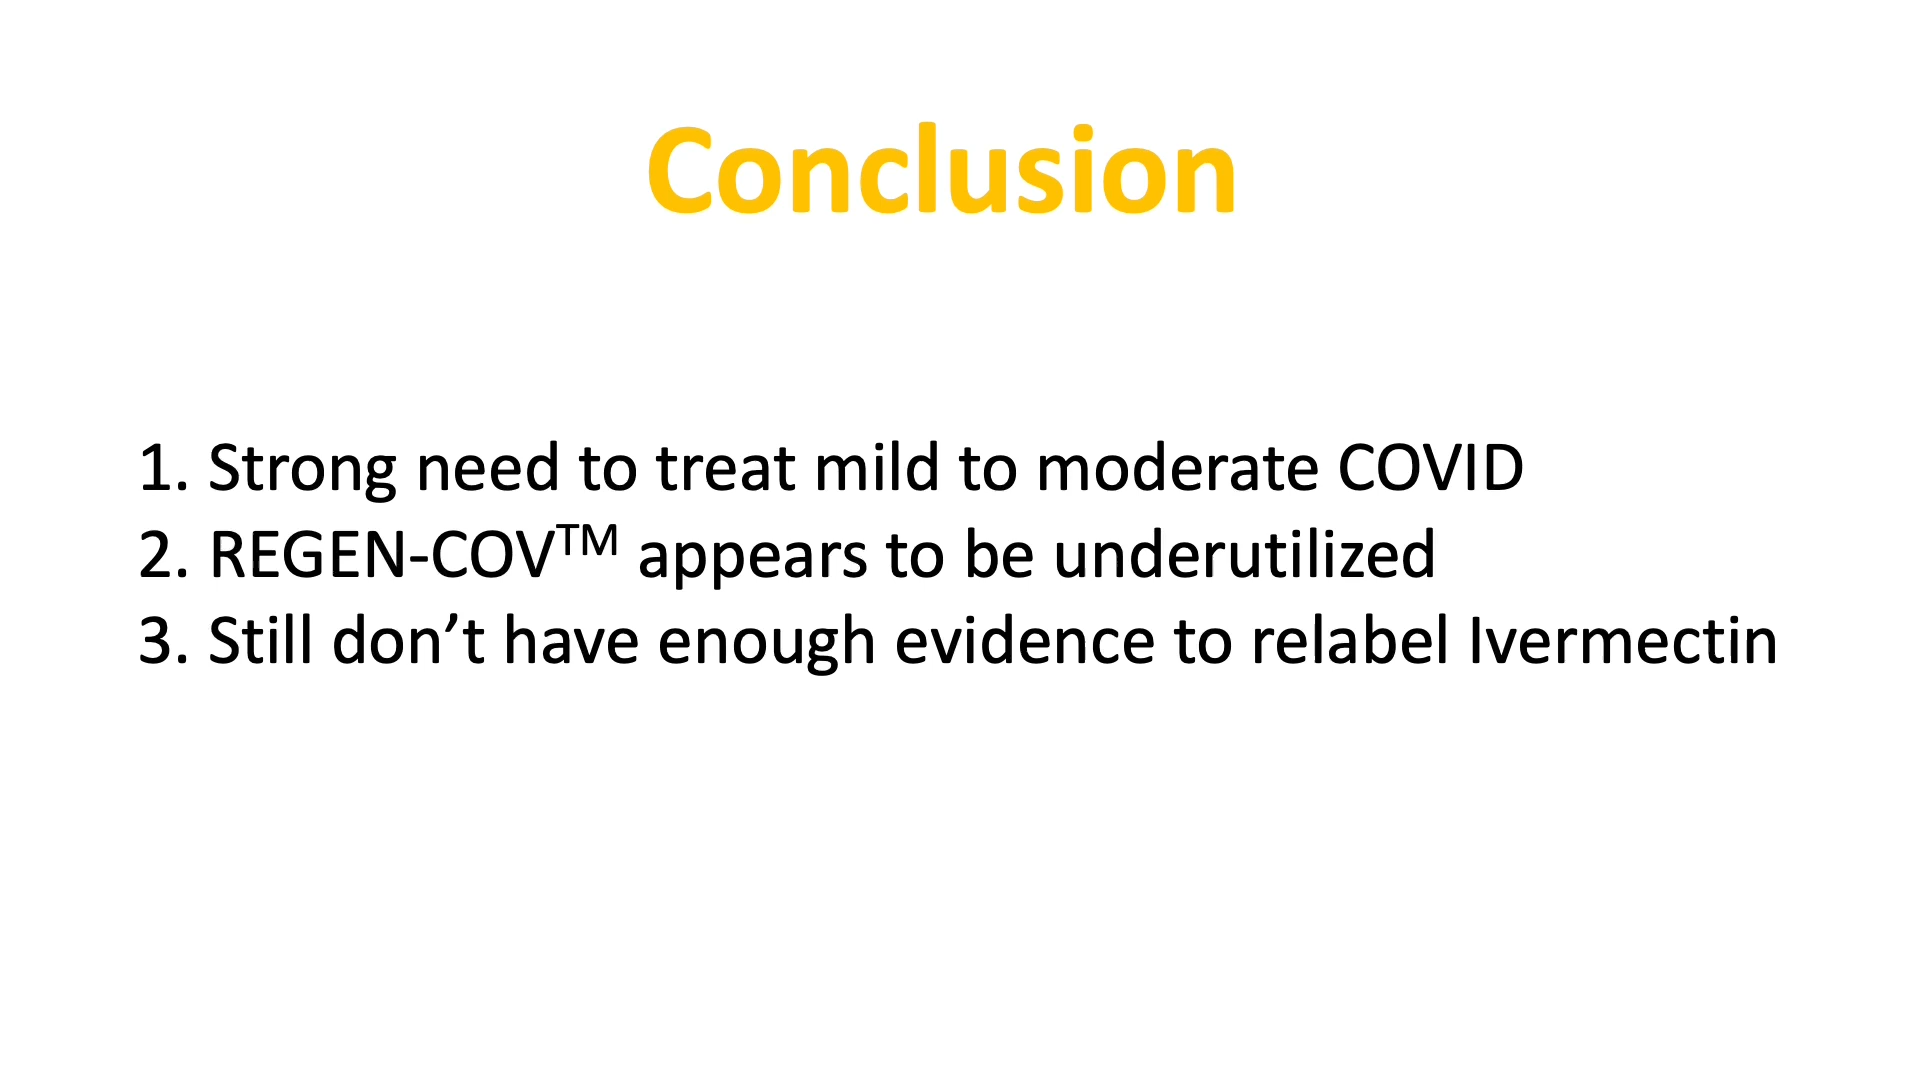 Conclusion
1. Strong need to treat mild to moderate COVID
2. REGEN-COV™ appears to be underutilized
3. Still don’t have enough evidence to relabel Ivermectin